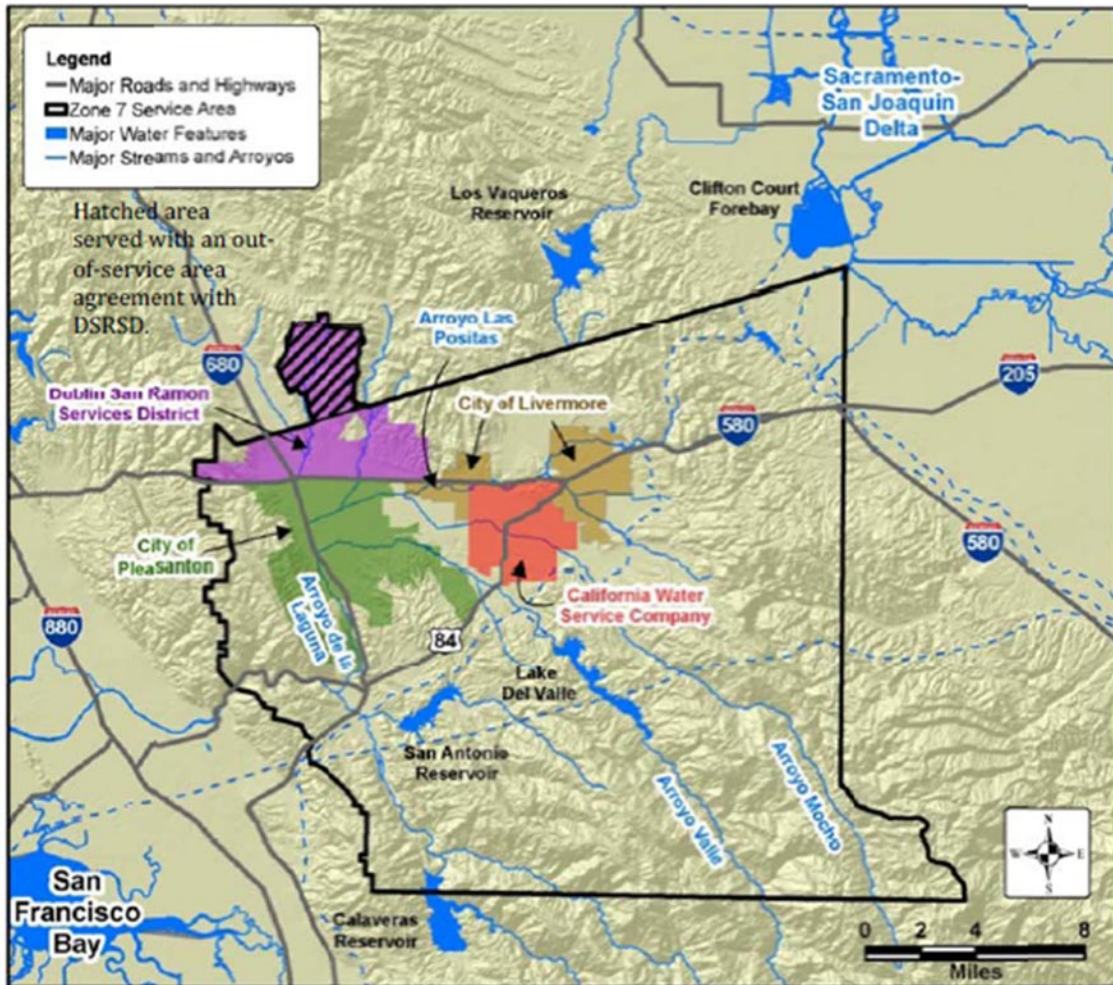 Legend
Major Roads and Highways
Zone 7 Service Area
Major Water Features
Major Streams and Arroyos
Hatched area
served with an out-
of-service area
agreement with
DSRSD.
Sacramento-
San Joaquin
Delta
Los Vaqueros
Reservoir
Clifton Court
Forebay
Arroyo Las
Positas
680
205
Dublin San Ramon
Services District
City of Livermore
580
580
City of
Pleasanton
California Water
Service Company
Arroyo de la
Laguna
880
84
Lake
Del Valle
San Antonio
Reservoir
Arroyo Valle
Arroyo Mocho
San
Francisco
Bay
Calaveras
Reservoir
N
W
E
S
0 2 4 8
Miles